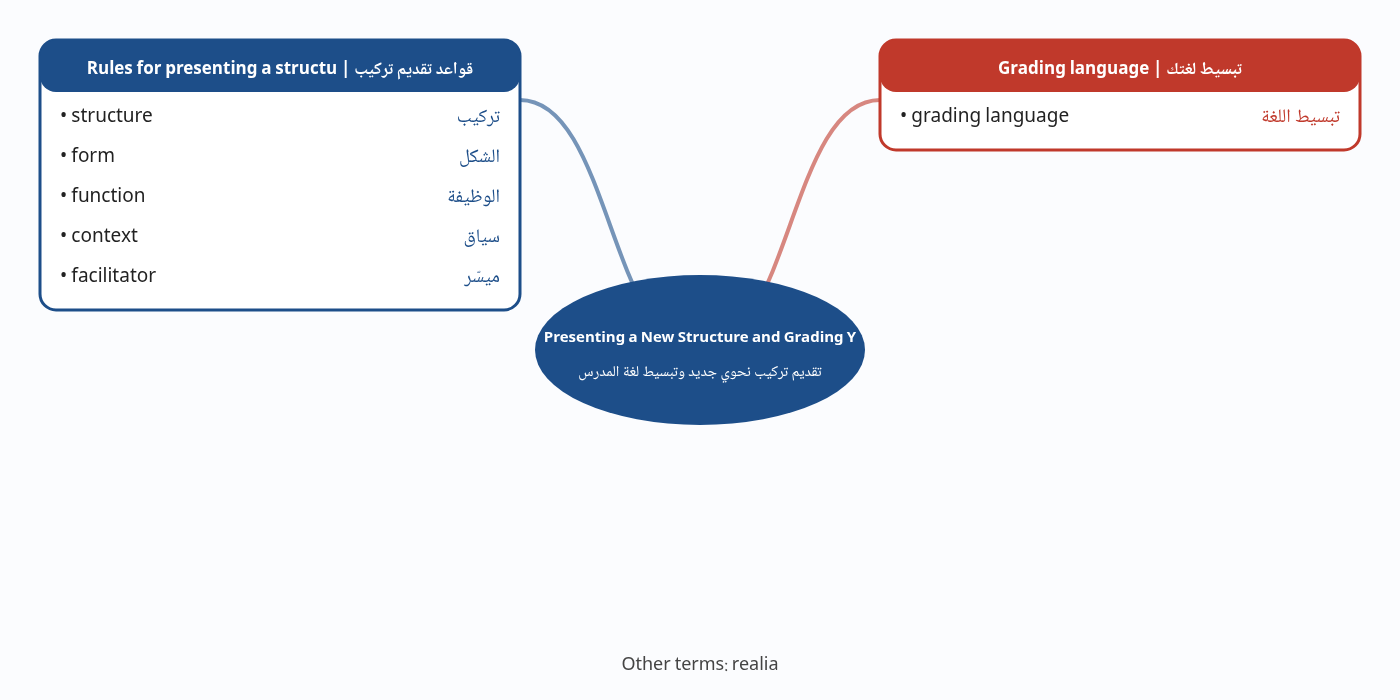 Rules for presenting a structu | قواعد تقديم تركيب
• structure تركيب
• form الشكل
• function الوظيفة
• context سياق
• facilitator ميسّر
Grading language | تبسيط لغتك
• grading language تبسيط اللغة
Presenting a New Structure and Grading Y
تقديم تركيب نحوي جديد وتبسيط لغة المدرس
Other terms: realia